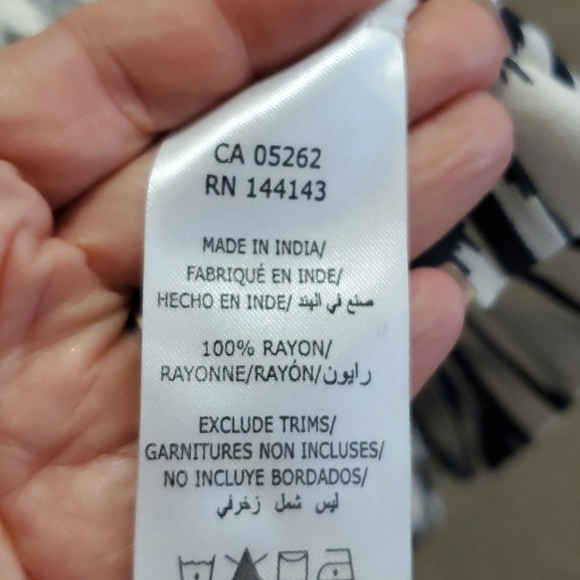 CA 05262
RN 144143
MADE IN INDIA/
FABRIQUÉ EN INDE/
HECHO EN INDE/ صنع في الهند
100% RAYON/
RAYONNE/RAYÓN/رايون
EXCLUDE TRIMS/
GARNITURES NON INCLUSES/
NO INCLUYE BORDADOS/
ليس شمل زخرفي